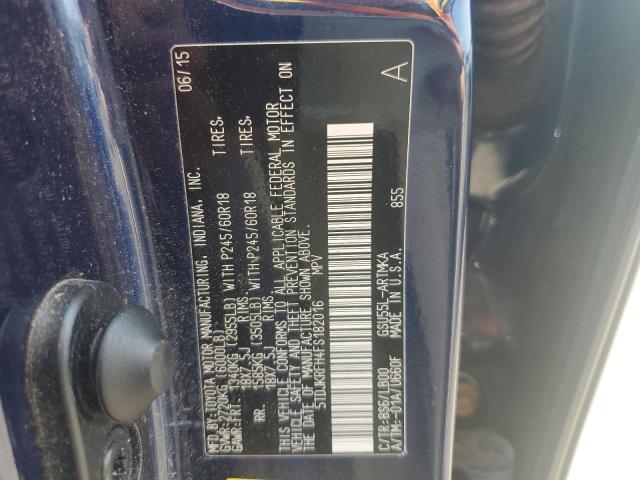 MFD. BY: TOYOTA MOTOR MANUFACTURING, INDIANA, INC. 06/15
GVWR: 2720KG (6000LB)
GAWR: FRT. 1340KG (2955LB) WITH P245/60R18 TIRES,
18X7.5J RIMS,
RR. 1585KG (3505LB) WITH P245/60R18 TIRES,
18X7.5J RIMS
THIS VEHICLE CONFORMS TO ALL APPLICABLE FEDERAL MOTOR
VEHICLE SAFETY AND THEFT PREVENTION STANDARDS IN EFFECT ON
THE DATE OF MANUFACTURE SHOWN ABOVE.
5TDJKRFH4FS182016 MPV
C/TR: 8S6/LB00 GSU55L-ARTMKA A
A/TM: -01A/U660F MADE IN U.S.A. 855